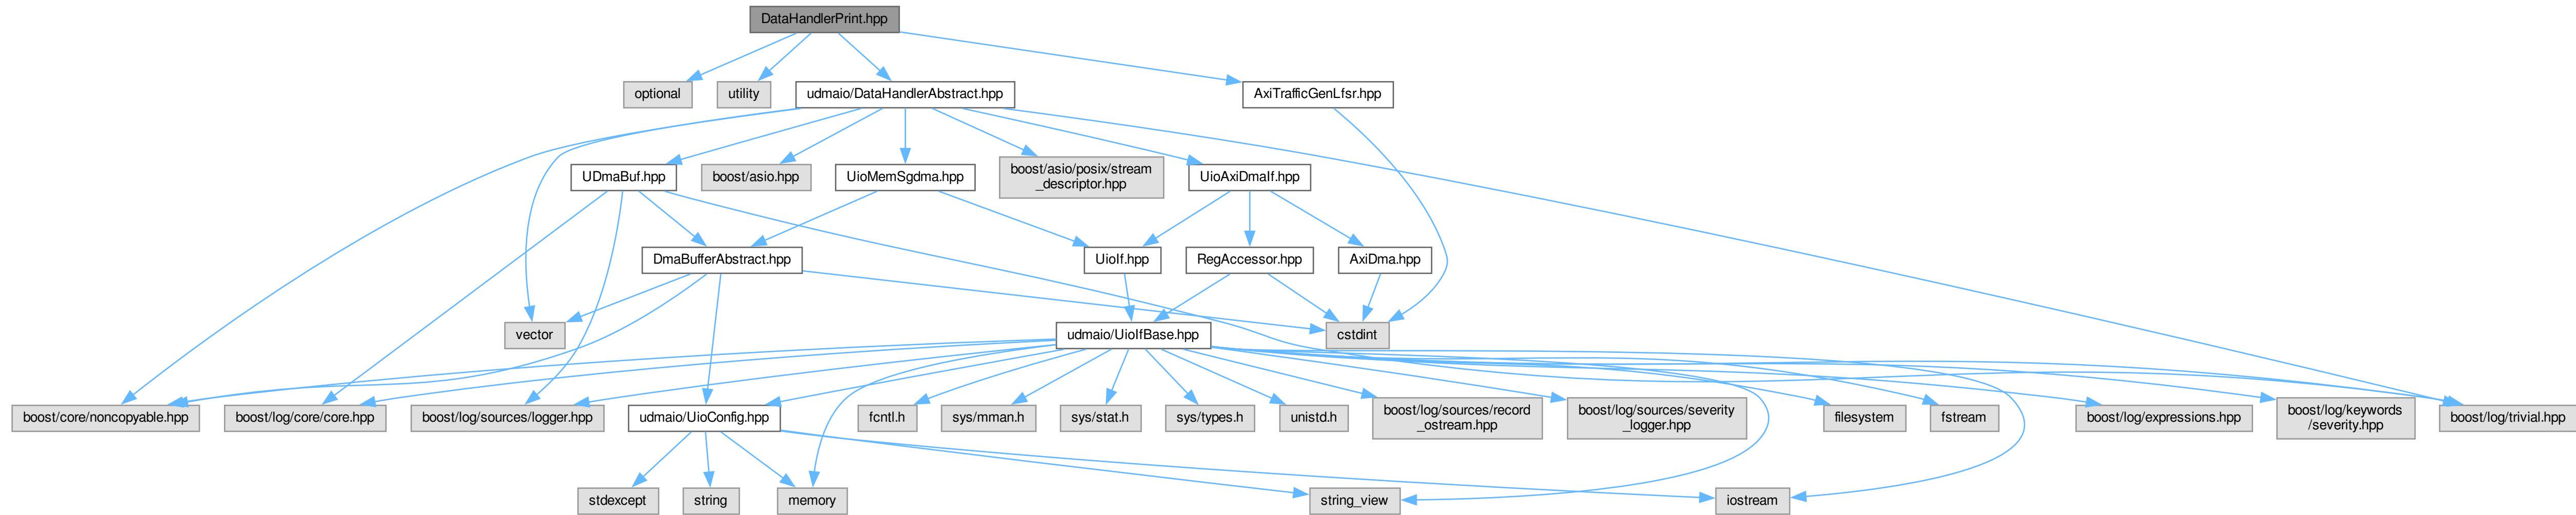 DataHandlerPrint.hpp
optional
utility
udmaio/DataHandlerAbstract.hpp
AxiTrafficGenLfsr.hpp
UDmaBuf.hpp
boost/asio.hpp
UioMemSgdma.hpp
boost/asio/posix/stream
_descriptor.hpp
UioAxiDmaIf.hpp
DmaBufferAbstract.hpp
UioIf.hpp
RegAccessor.hpp
AxiDma.hpp
vector
udmaio/UioIfBase.hpp
cstdint
boost/core/noncopyable.hpp
boost/log/core/core.hpp
boost/log/sources/logger.hpp
udmaio/UioConfig.hpp
fcntl.h
sys/mman.h
sys/stat.h
sys/types.h
unistd.h
boost/log/sources/record
_ostream.hpp
boost/log/sources/severity
_logger.hpp
filesystem
fstream
boost/log/expressions.hpp
boost/log/keywords
/severity.hpp
boost/log/trivial.hpp
stdexcept
string
memory
string_view
iostream